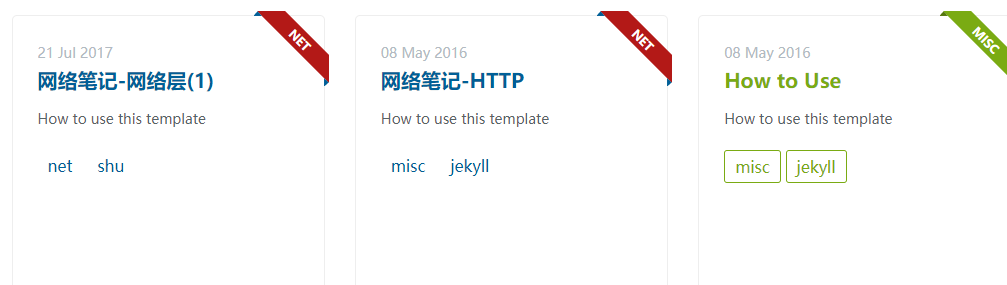 NET
21 Jul 2017
网络笔记-网络层(1)
How to use this template
net shu
NET
08 May 2016
网络笔记-HTTP
How to use this template
misc jekyll
MISC
08 May 2016
How to Use
How to use this template
misc jekyll